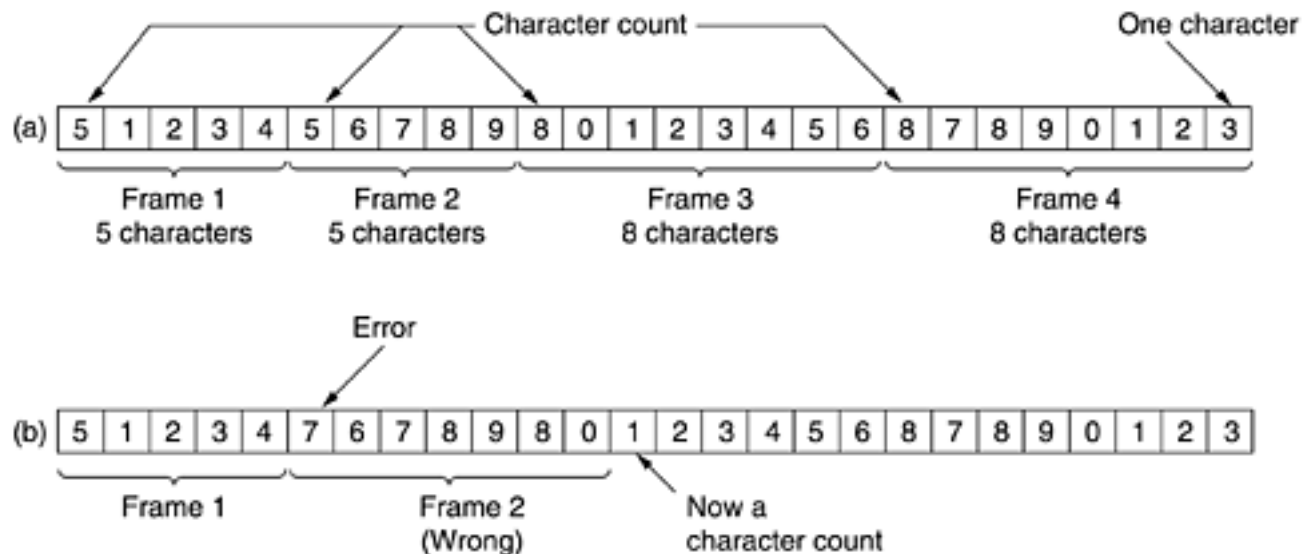 Character count One character
(a) 5 1 2 3 4 5 6 7 8 9 8 0 1 2 3 4 5 6 8 7 8 9 0 1 2 3
Frame 1 Frame 2 Frame 3 Frame 4
5 characters 5 characters 8 characters 8 characters
Error
(b) 5 1 2 3 4 7 6 7 8 9 8 0 1 2 3 4 5 6 8 7 8 9 0 1 2 3
Frame 1 Frame 2 Now a
(Wrong) character count